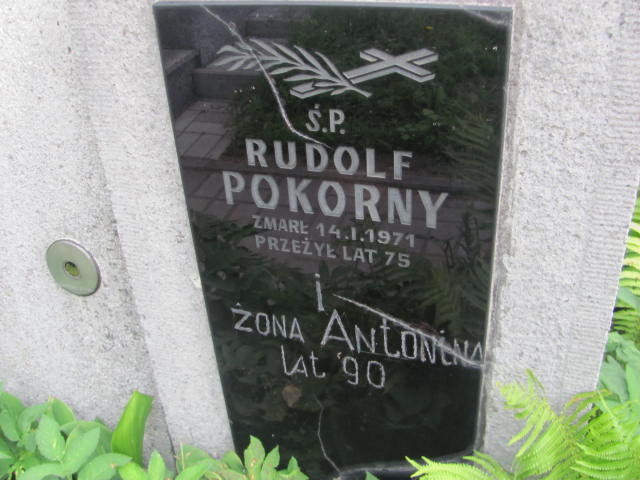 Ś.P.
RUDOLF
POKORNY
ZMARŁ 14.I.1971
PRZEŻYŁ LAT 75
i
żONA ANtONiNA
LAt 90